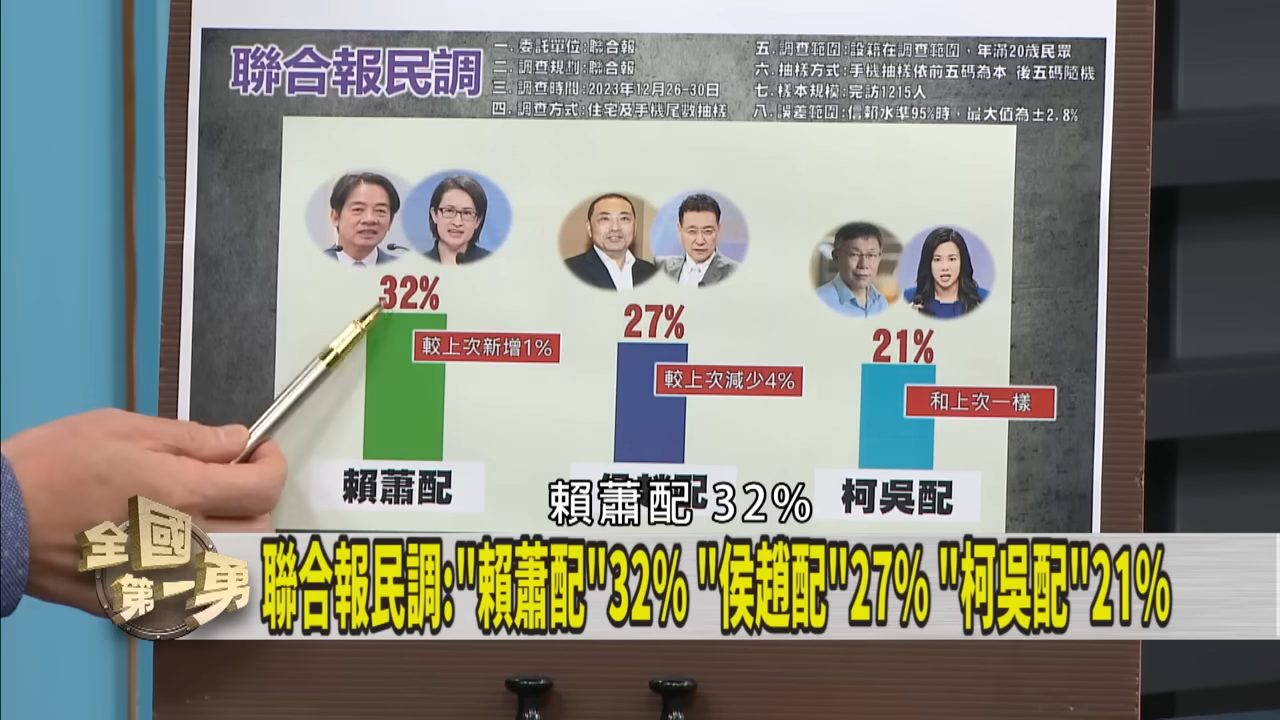 聯合報民調
一. 委託單位:聯合報
二. 調查規劃:聯合報
三. 調查時間:2023年12月26-30日
四. 調查方式:住宅及手機尾數抽樣
五. 調查範圍:設籍在調查範圍, 年滿20歲民眾
六. 抽樣方式:手機抽樣依前五碼為本 後五碼隨機
七. 樣本規模:完訪1215人
八. 誤差範圍:信賴水準95%時, 最大值為±2.8%
32%
較上次新增1%
27%
較上次減少4%
21%
和上次一樣
賴蕭配
配
柯吳配
賴蕭配 32%
全國第一勇
聯合報民調:"賴蕭配"32% "侯趙配"27% "柯吳配"21%